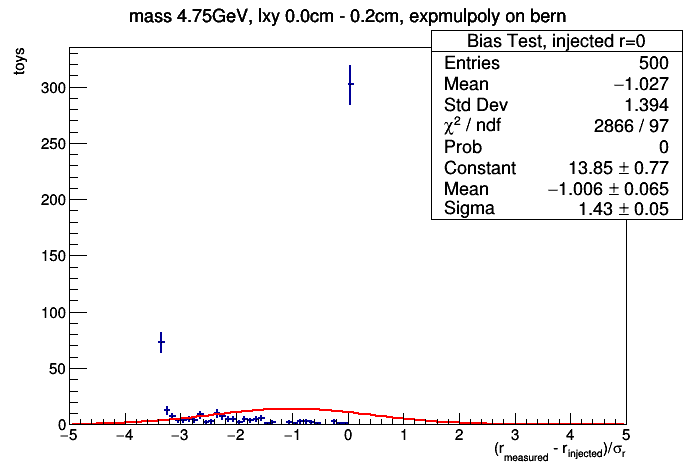 mass 4.75GeV, lxy 0.0cm - 0.2cm, expmulpoly on bern
Bias Test, injected r=0
Entries 500
Mean −1.027
Std Dev 1.394
χ² / ndf 2866 / 97
Prob 0
Constant 13.85 ± 0.77
Mean −1.006 ± 0.065
Sigma 1.43 ± 0.05
toys
300
250
200
150
100
50
0
−5 −4 −3 −2 −1 0 1 2 3 4 5
(r_measured - r_injected)/σ_r